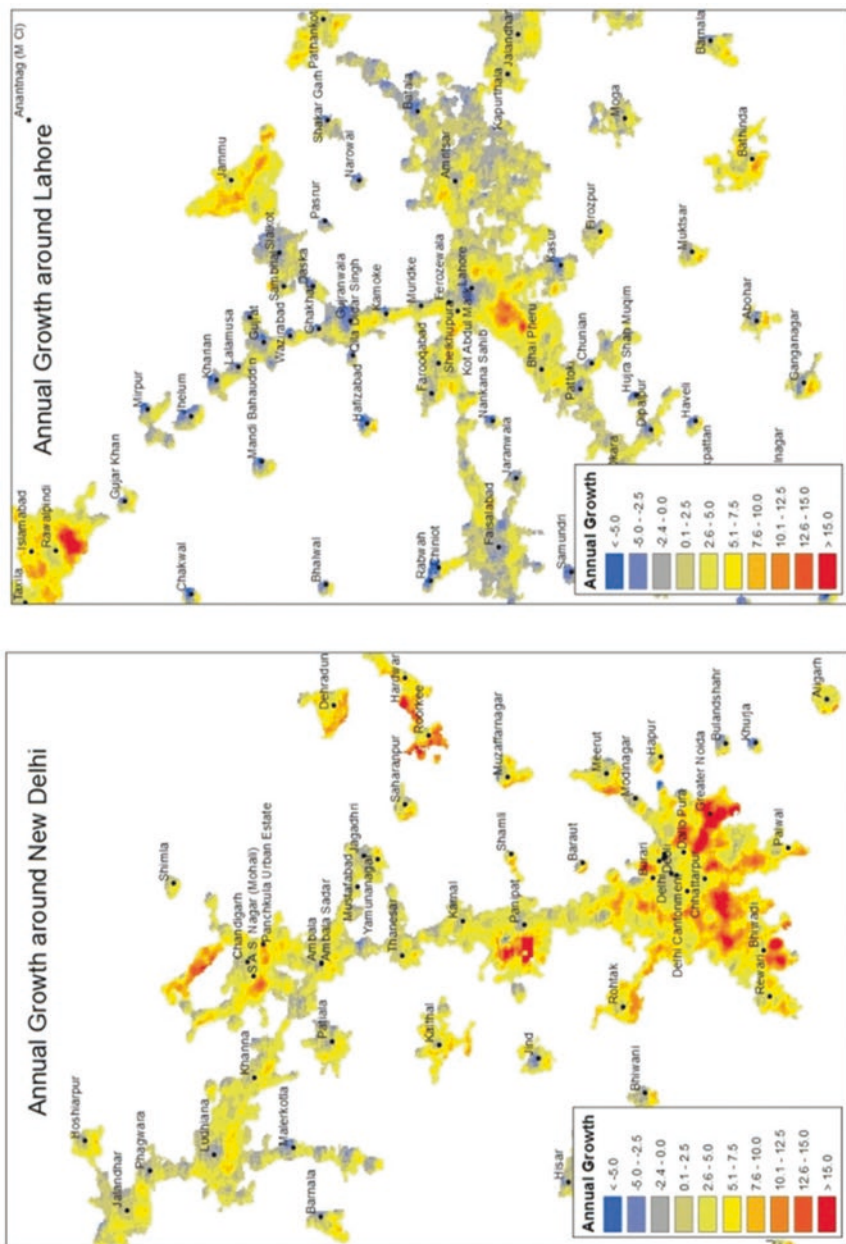 Annual Growth around New Delhi
Hoshiarpur
Jalandhar
Phagwara
Ludhiana
Malerkotla
Barnala
Khanna
Patiala
Shimla
Chandigarh
S.A.S. Nagar (Mohali)
Panchkula Urban Estate
Ambala
Ambala Sadar
Mustafabad
Jagadhri
Yamunanagar
Thanesar
Kaithal
Karnal
Jind
Panipat
Hisar
Bhiwani
Rohtak
Dehradun
Hardwar
Roorkee
Saharanpur
Muzaffarnagar
Shamli
Baraut
Meerut
Modinagar
Hapur
Burari
Delhi
Delhi Cantonment
Chhattarpur
Greater Noida
Bulandshahr
Khurja
Palwal
Bhiwadi
Rewari
Aligarh
Annual Growth
< -5.0
-5.0 - -2.5
-2.4 - 0.0
0.1 - 2.5
2.6 - 5.0
5.1 - 7.5
7.6 - 10.0
10.1 - 12.5
12.6 - 15.0
> 15.0
Annual Growth around Lahore
Anantnag (M Cl)
Taxila
Islamabad
Rawalpindi
Gujar Khan
Chakwal
Mirpur
Jhelum
Kharian
Lalamusa
Gujrat
Mandi Bahauddin
Wazirabad
Sambrial
Sialkot
Daska
Jammu
Pathankot
Shakar Garh
Narowal
Pasrur
Bhalwal
Hafizabad
Ghakhar
Gujranwala
Qila Didar Singh
Kamoke
Muridke
Ferozewala
Farooqabad
Sheikhupura
Kot Abdul Malik
Lahore
Amritsar
Batala
Kapurthala
Jalandhar
Rabwah
Chiniot
Faisalabad
Nankana Sahib
Jaranwala
Samundri
Bhai Pheru
Kasur
Firozpur
Moga
Pattoki
Chunian
Hujra Shah Muqim
Dipalpur
Okara
Haveli
kpattan
lnagar
Muktsar
Abohar
Ganganagar
Bathinda
Barnala
Annual Growth
< -5.0
-5.0 - -2.5
-2.4 - 0.0
0.1 - 2.5
2.6 - 5.0
5.1 - 7.5
7.6 - 10.0
10.1 - 12.5
12.6 - 15.0
> 15.0